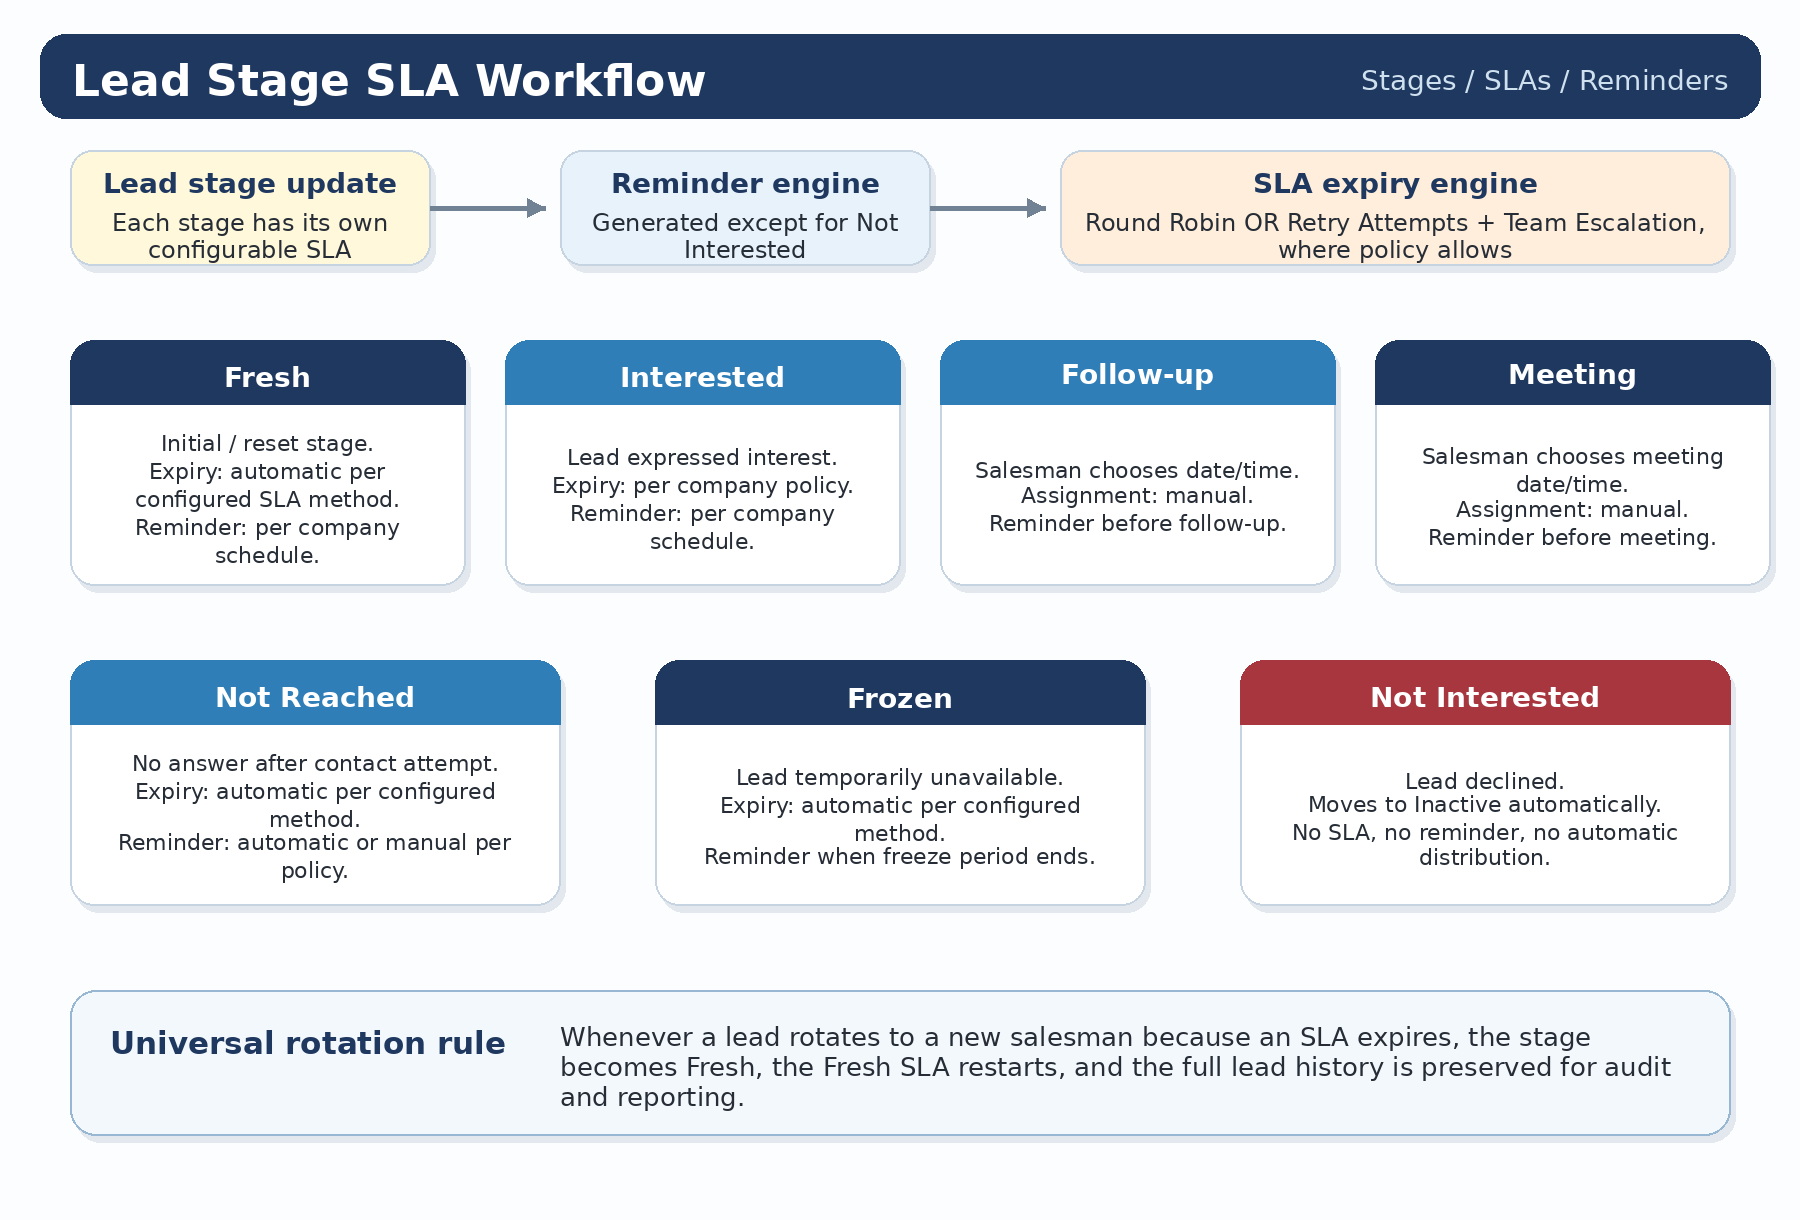 Lead Stage SLA Workflow
Stages / SLAs / Reminders
Lead stage update
Each stage has its own
configurable SLA
Reminder engine
Generated except for Not
Interested
SLA expiry engine
Round Robin OR Retry Attempts + Team Escalation,
where policy allows
Fresh
Initial / reset stage.
Expiry: automatic per
configured SLA method.
Reminder: per company
schedule.
Interested
Lead expressed interest.
Expiry: per company policy.
Reminder: per company
schedule.
Follow-up
Salesman chooses date/time.
Assignment: manual.
Reminder before follow-up.
Meeting
Salesman chooses meeting
date/time.
Assignment: manual.
Reminder before meeting.
Not Reached
No answer after contact attempt.
Expiry: automatic per configured
method.
Reminder: automatic or manual per
policy.
Frozen
Lead temporarily unavailable.
Expiry: automatic per configured
method.
Reminder when freeze period ends.
Not Interested
Lead declined.
Moves to Inactive automatically.
No SLA, no reminder, no automatic
distribution.
Universal rotation rule
Whenever a lead rotates to a new salesman because an SLA expires, the stage
becomes Fresh, the Fresh SLA restarts, and the full lead history is preserved for audit
and reporting.